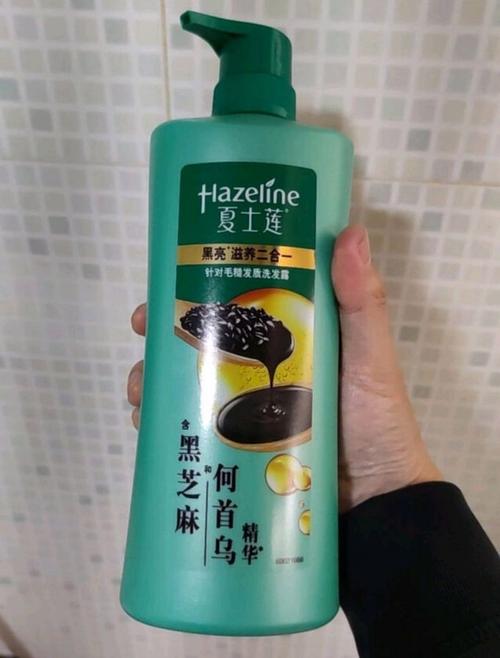 Hazeline
夏士莲®
黑亮*滋养二合一
针对毛糙发质洗发露
含
黑芝麻
和
何首乌
精华*